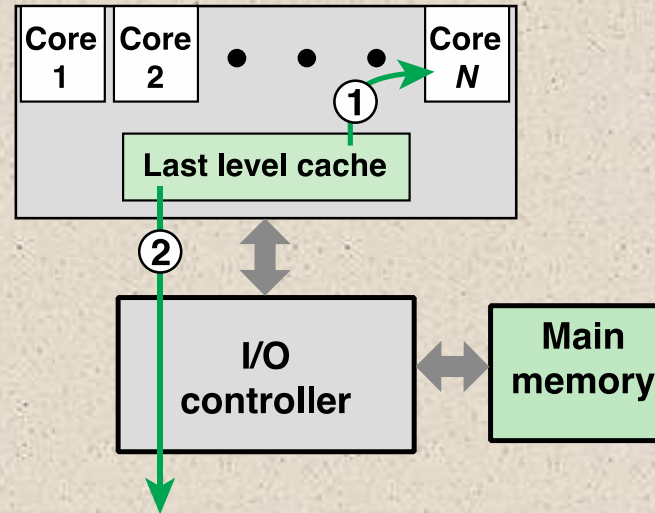 Core
1
Core
2
Core
N
1
Last level cache
2
I/O
controller
Main
memory